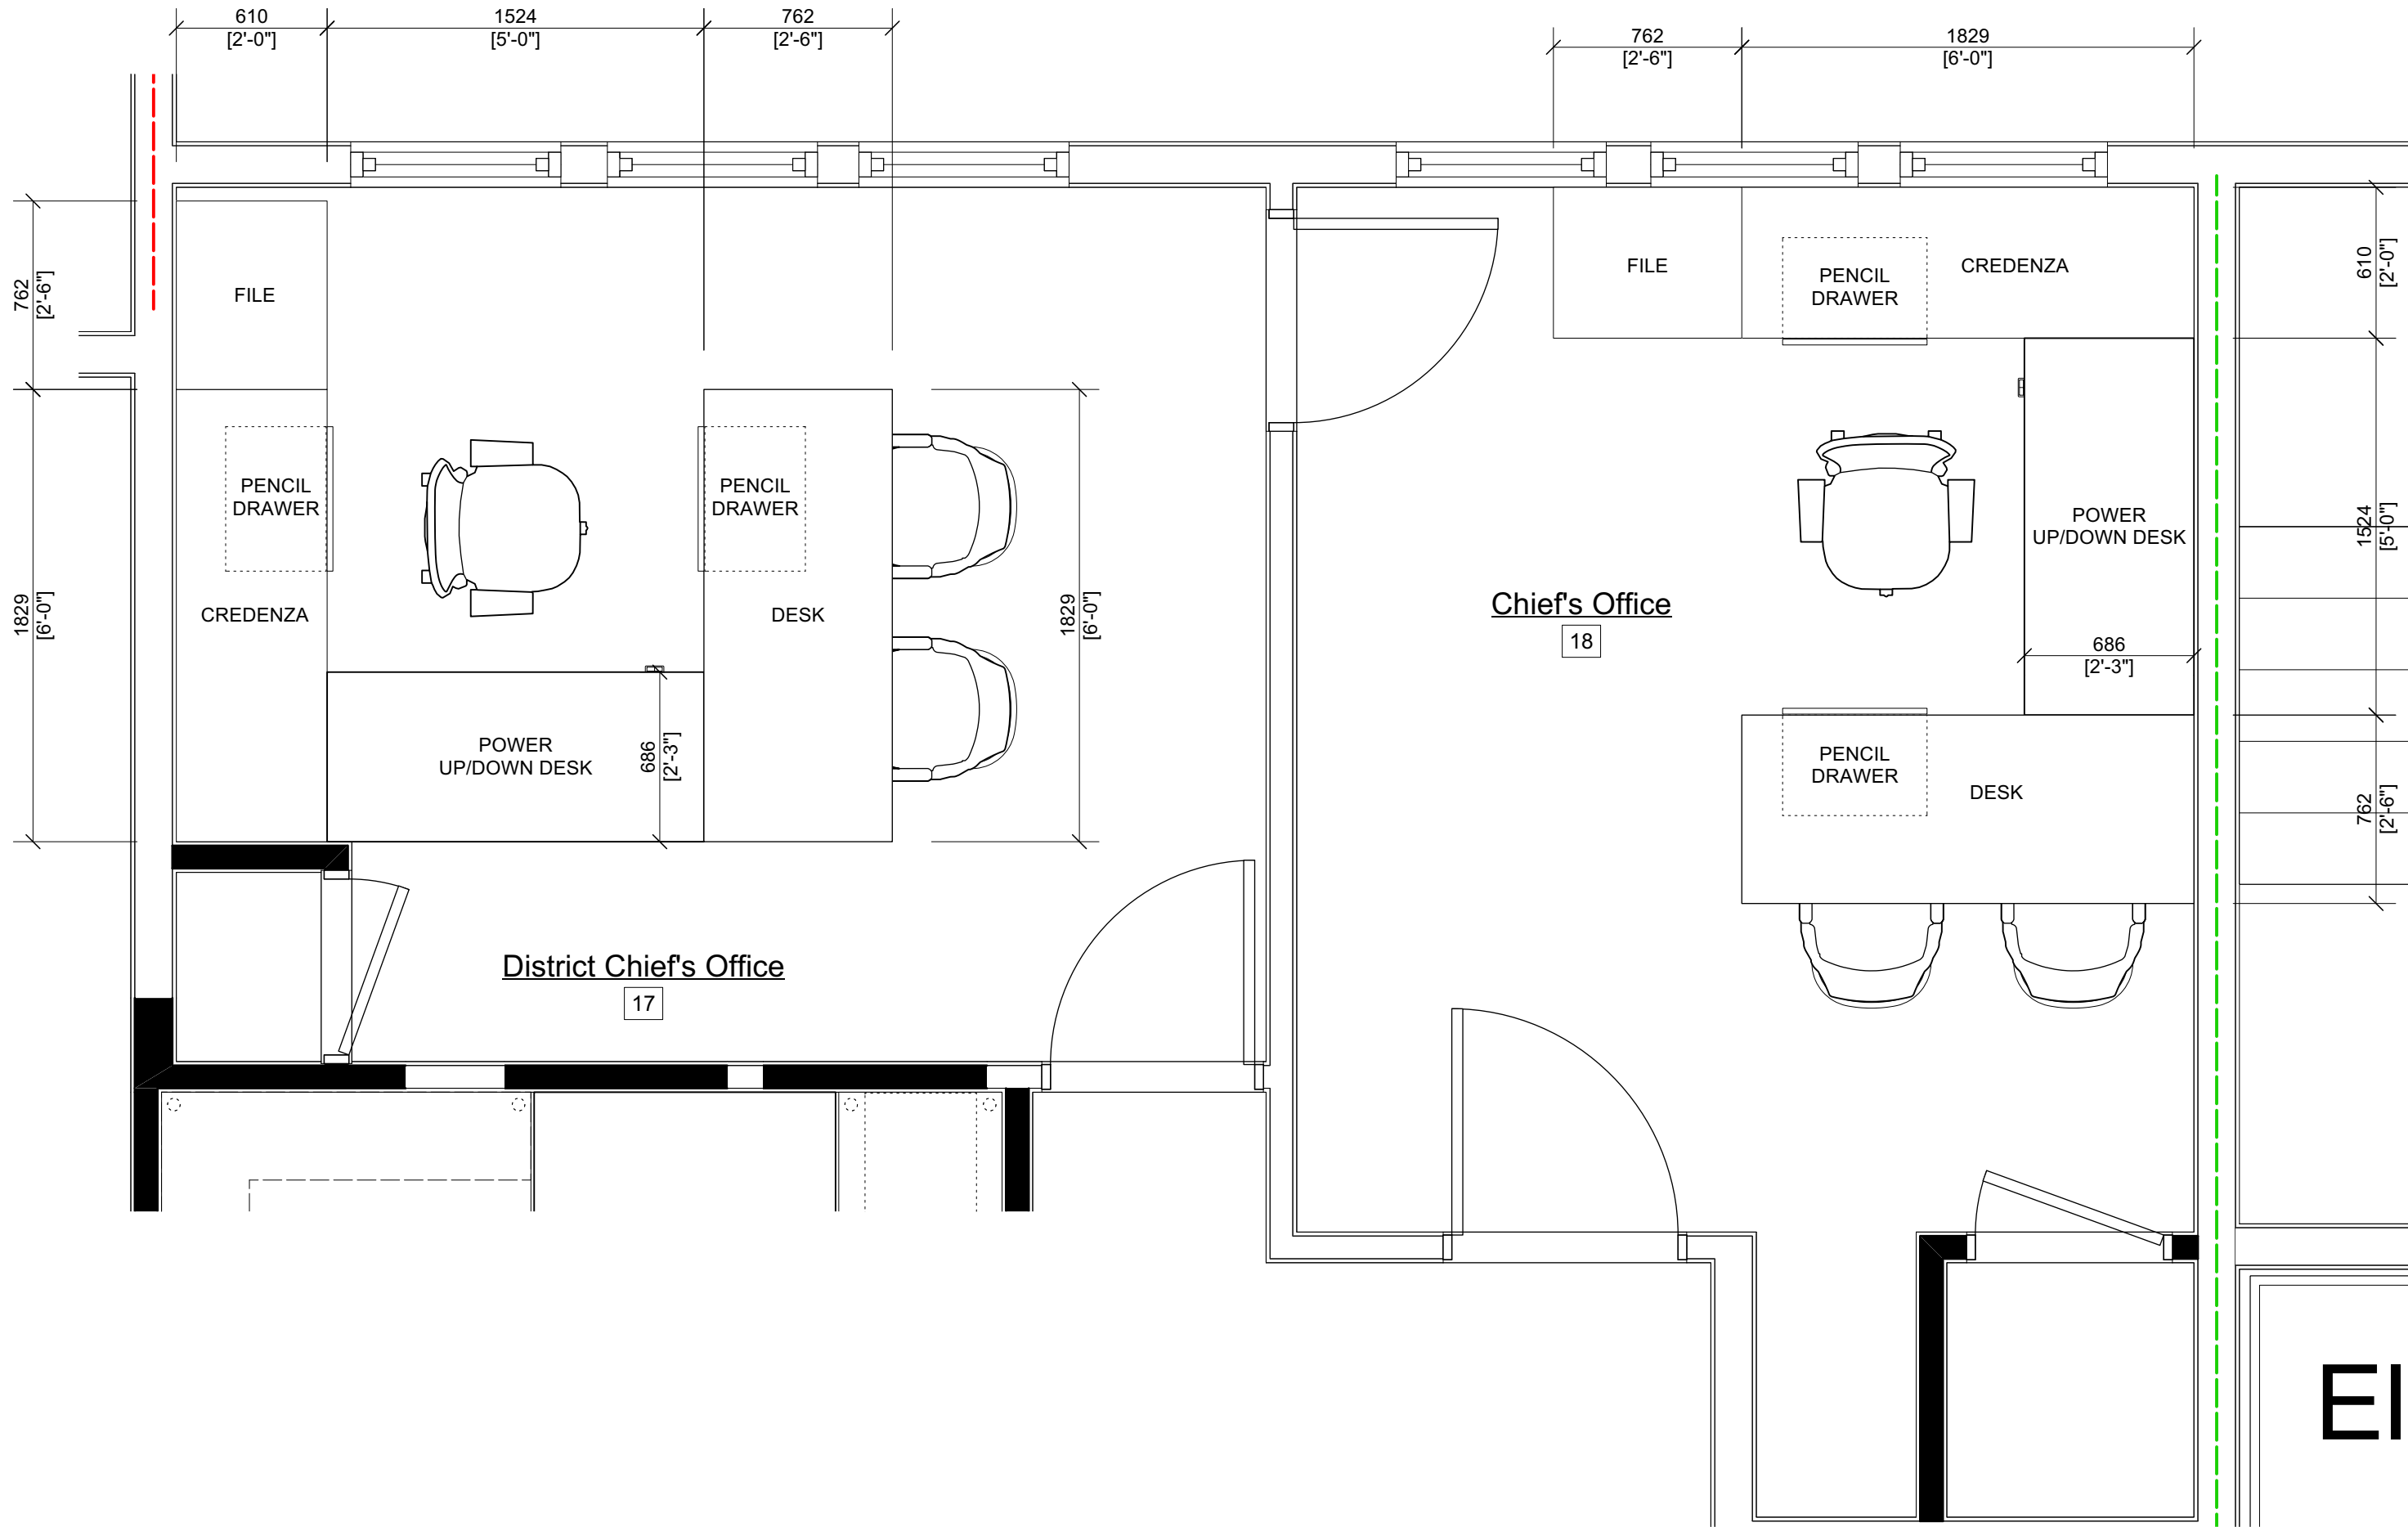 610
[2'-0"]
1524
[5'-0"]
762
[2'-6"]
762
[2'-6"]
1829
[6'-0"]
762
[2'-6"]
FILE
FILE
PENCIL
DRAWER
CREDENZA
610
[2'-0"]
PENCIL
DRAWER
PENCIL
DRAWER
POWER
UP/DOWN DESK
1524
[5'-0"]
1829
[6'-0"]
CREDENZA
DESK
1829
[6'-0"]
Chief's Office
18
686
[2'-3"]
POWER
UP/DOWN DESK
686
[2'-3"]
PENCIL
DRAWER
DESK
762
[2'-6"]
District Chief's Office
17
El